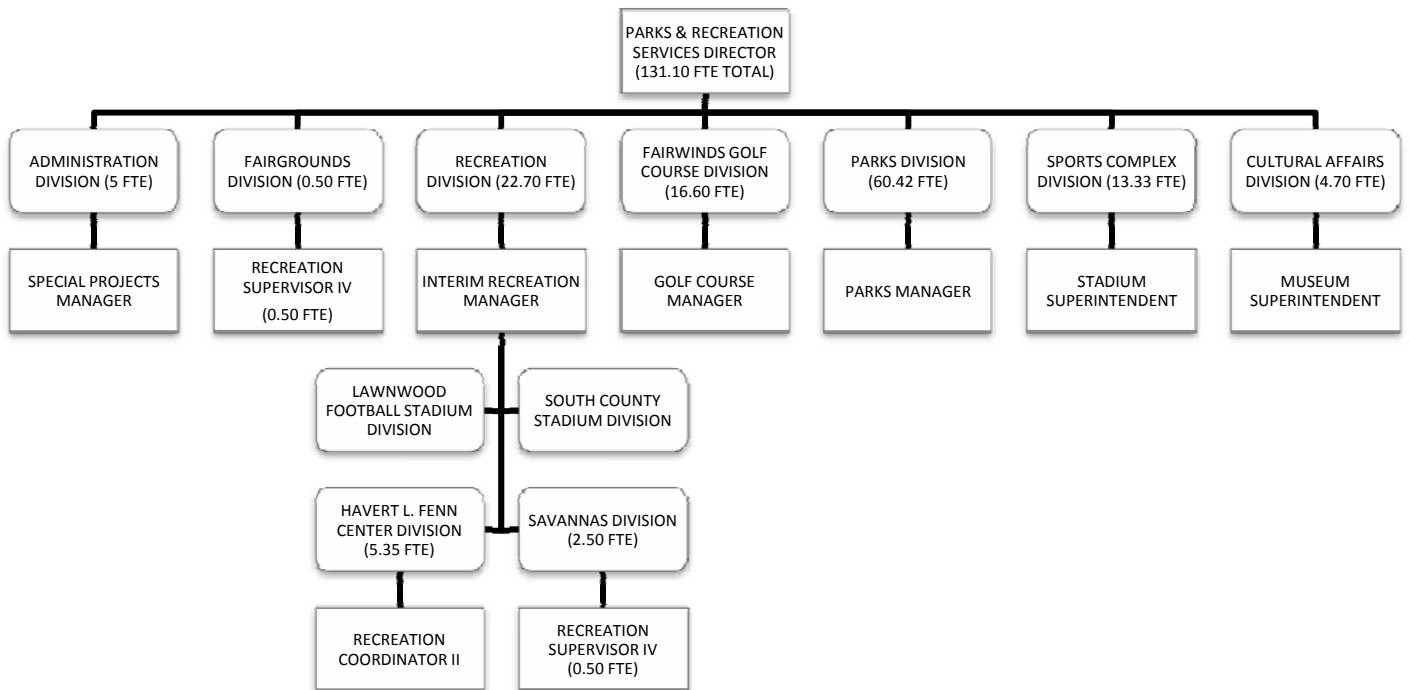 PARKS & RECREATION
SERVICES DIRECTOR
(131.10 FTE TOTAL)
ADMINISTRATION
DIVISION (5 FTE)
FAIRGROUNDS
DIVISION (0.50 FTE)
RECREATION
DIVISION (22.70 FTE)
FAIRWINDS GOLF
COURSE DIVISION
(16.60 FTE)
PARKS DIVISION
(60.42 FTE)
SPORTS COMPLEX
DIVISION (13.33 FTE)
CULTURAL AFFAIRS
DIVISION (4.70 FTE)
SPECIAL PROJECTS
MANAGER
RECREATION
SUPERVISOR IV
(0.50 FTE)
INTERIM RECREATION
MANAGER
GOLF COURSE
MANAGER
PARKS MANAGER
STADIUM
SUPERINTENDENT
MUSEUM
SUPERINTENDENT
LAWNWOOD
FOOTBALL STADIUM
DIVISION
SOUTH COUNTY
STADIUM DIVISION
HAVERT L. FENN
CENTER DIVISION
(5.35 FTE)
SAVANNAS DIVISION
(2.50 FTE)
RECREATION
COORDINATOR II
RECREATION
SUPERVISOR IV
(0.50 FTE)